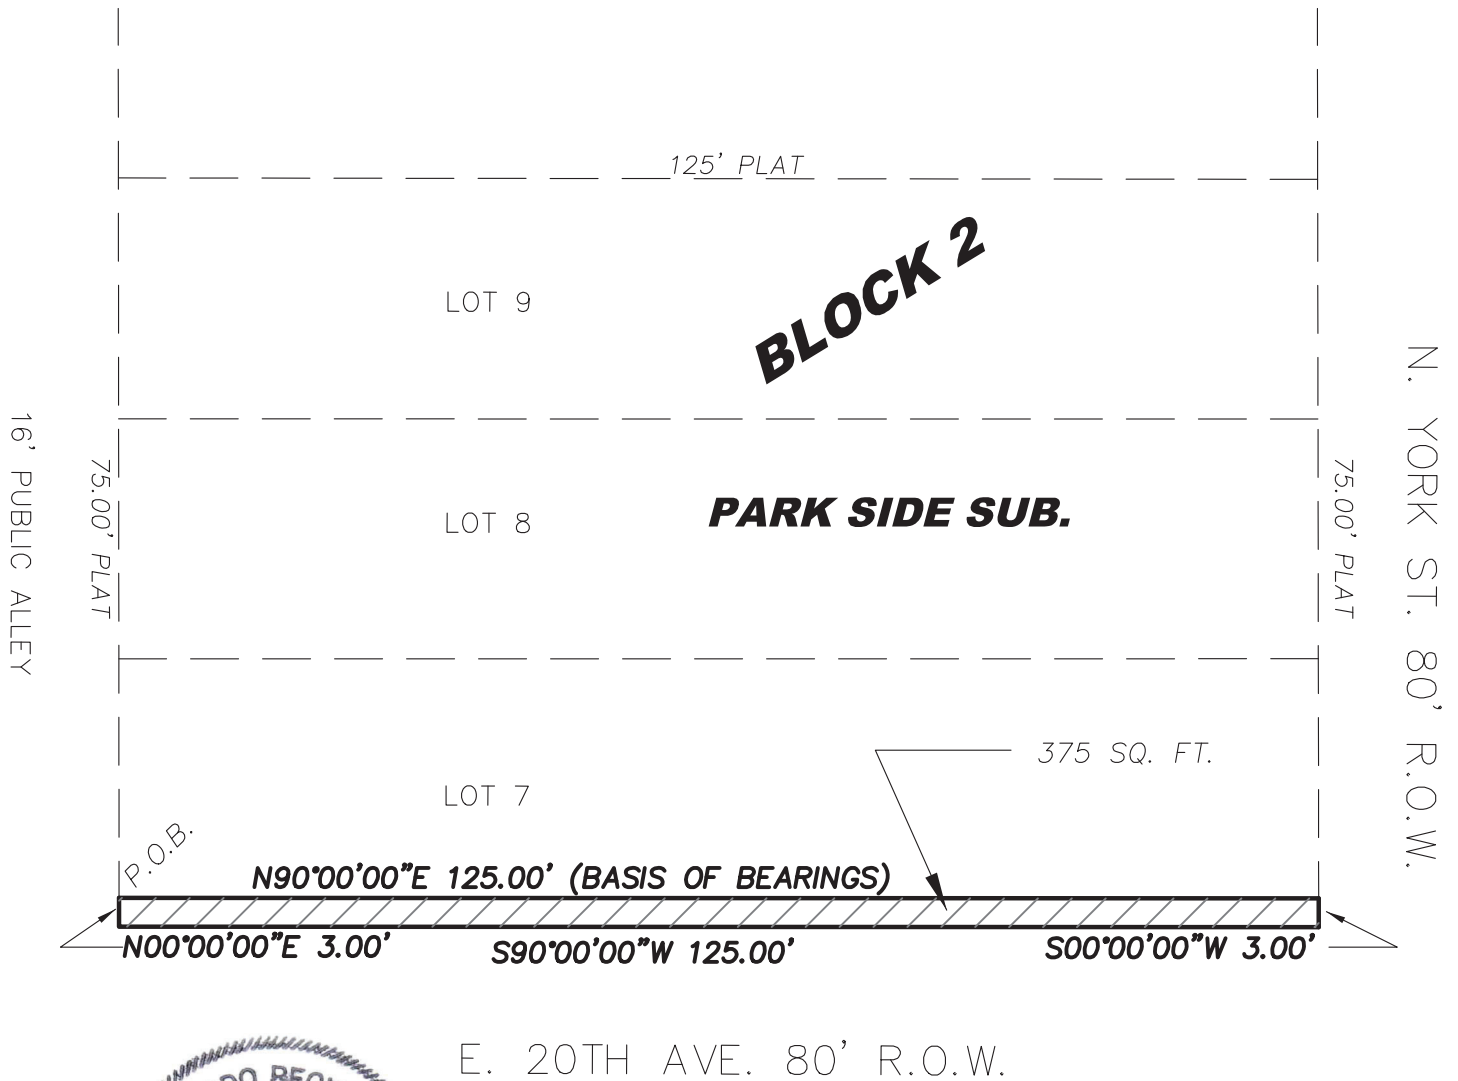 125' PLAT
BLOCK 2
LOT 9
N. YORK ST. 80' R.O.W.
16' PUBLIC ALLEY
75.00' PLAT
LOT 8
PARK SIDE SUB.
75.00' PLAT
375 SQ. FT.
LOT 7
P.O.B.
N90°00'00"E 125.00' (BASIS OF BEARINGS)
N00°00'00"E 3.00'
S90°00'00"W 125.00'
S00°00'00"W 3.00'
E. 20TH AVE. 80' R.O.W.